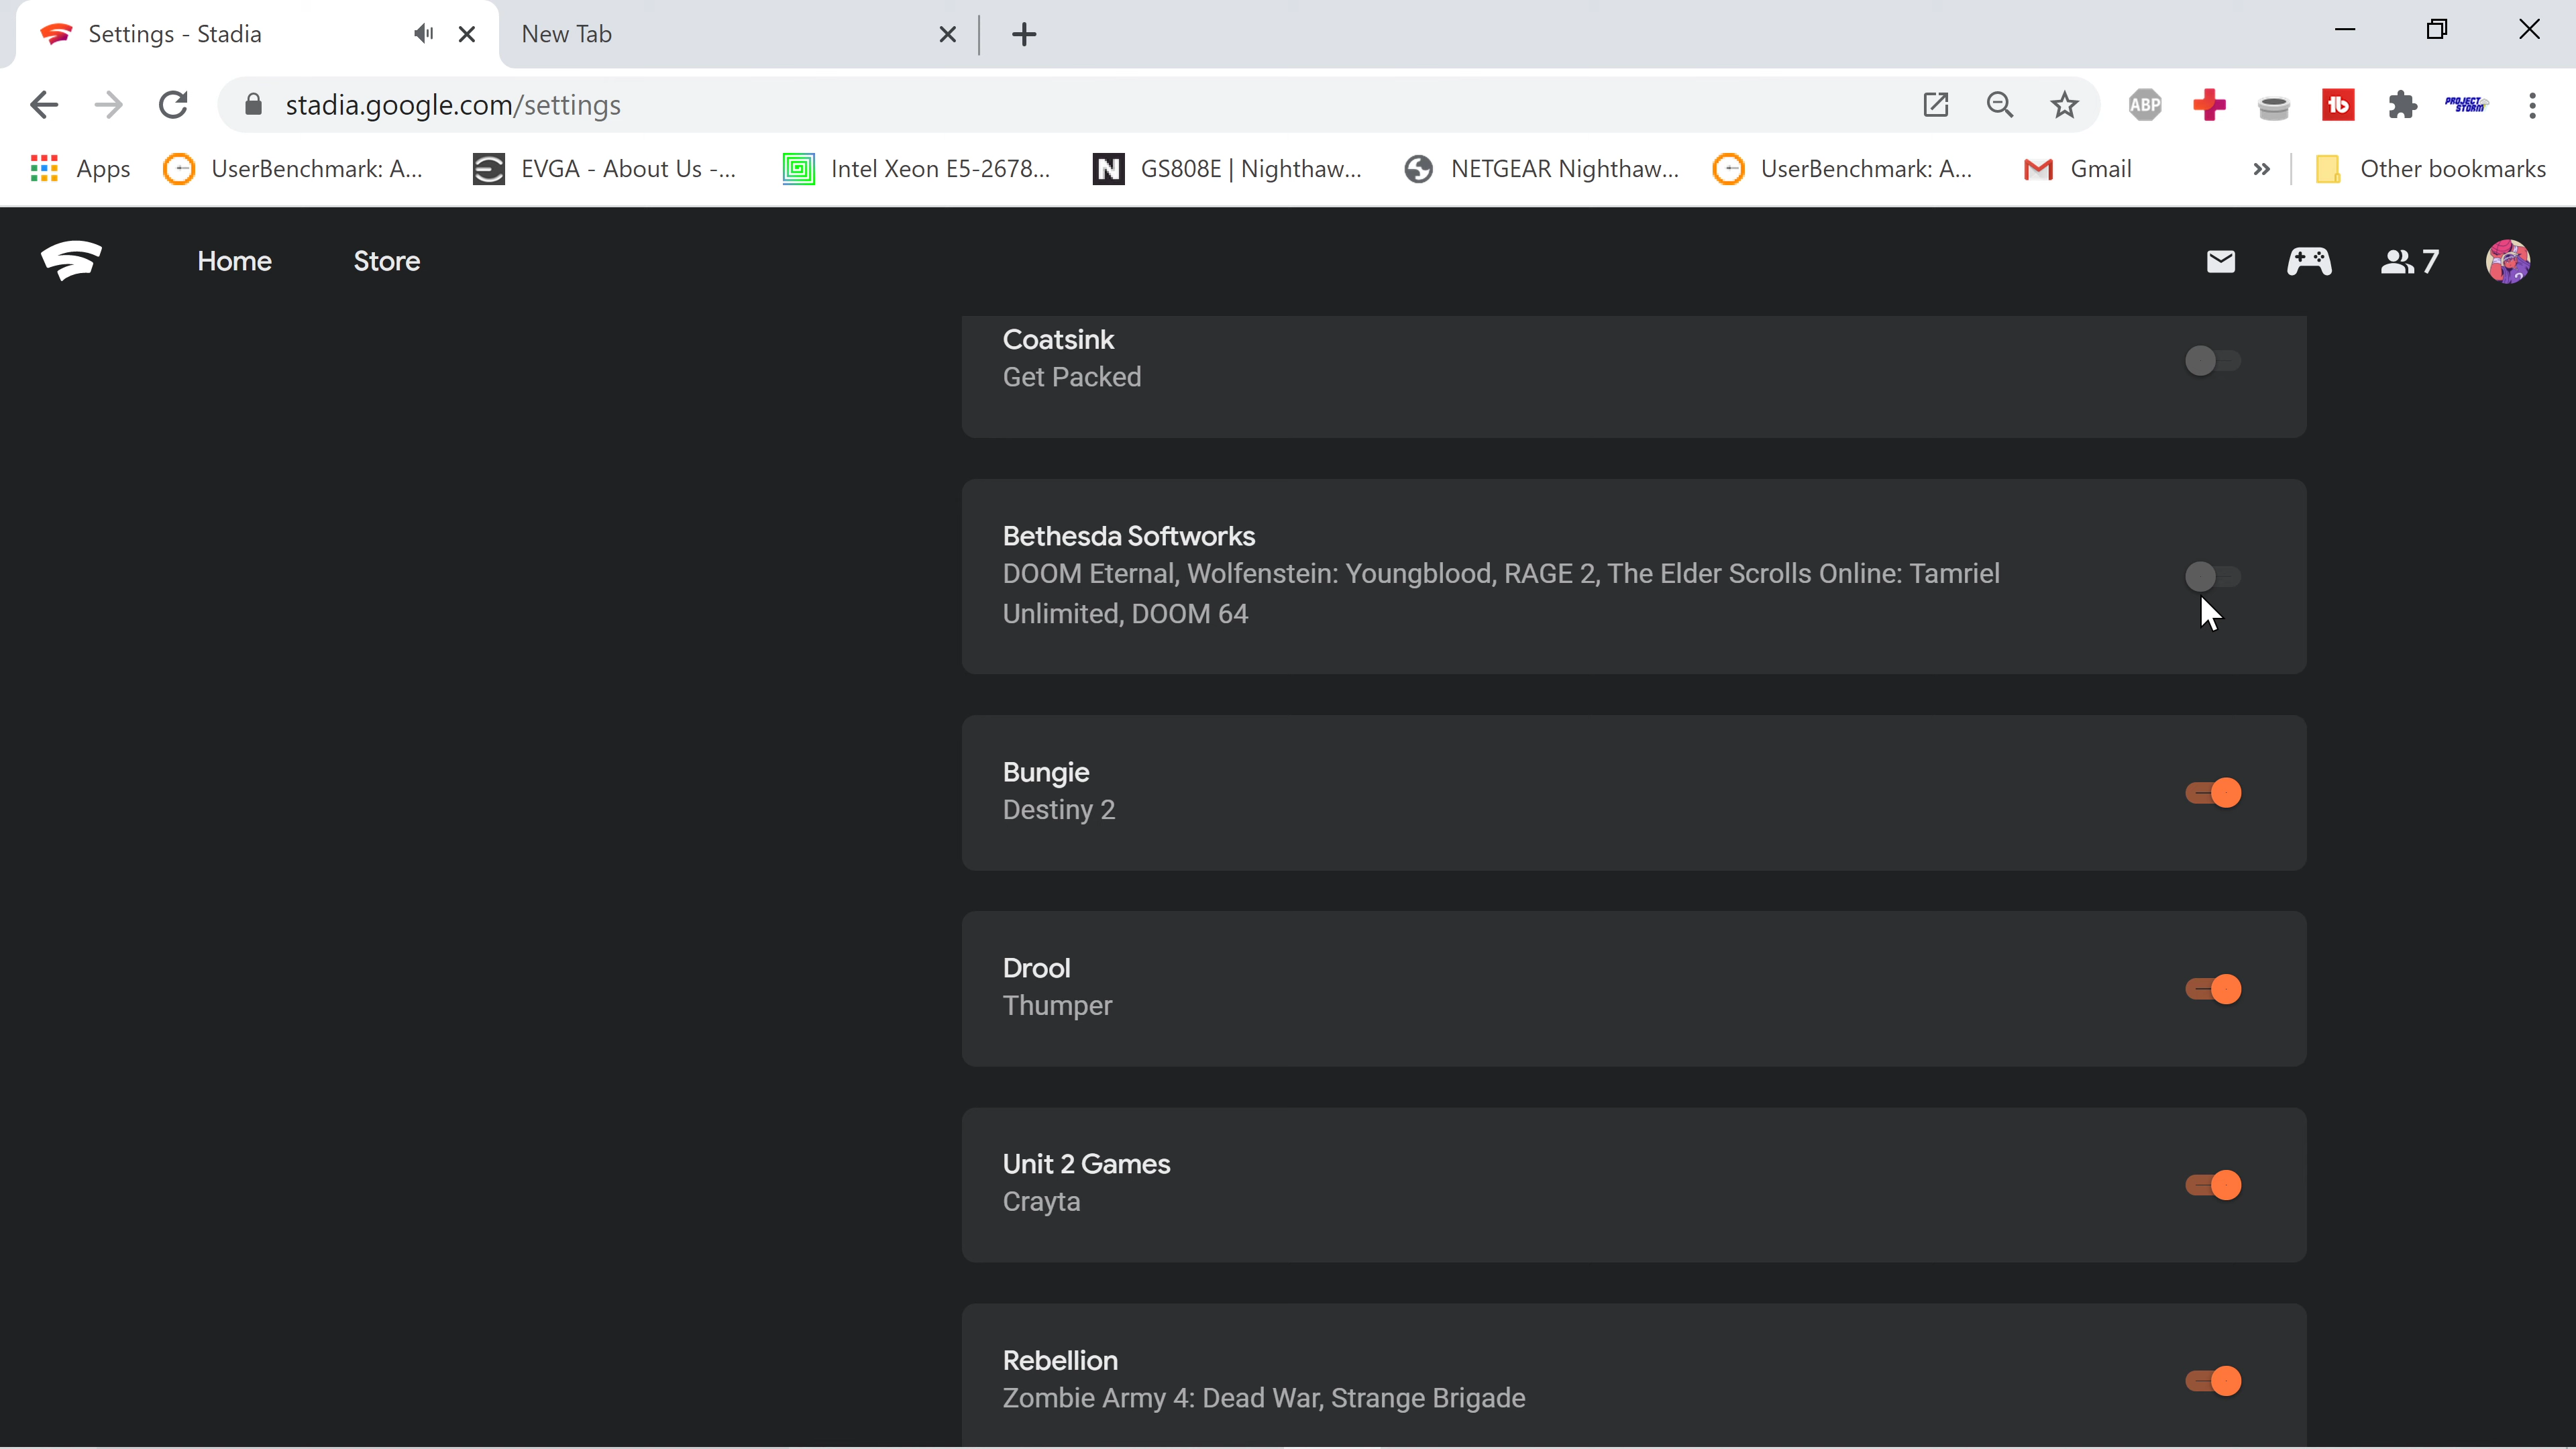 Settings - Stadia
New Tab
stadia.google.com/settings
ABP
PROJECT STORM
Apps
UserBenchmark: A...
EVGA - About Us -...
Intel Xeon E5-2678...
GS808E | Nighthaw...
NETGEAR Nighthaw...
UserBenchmark: A...
Gmail
»
Other bookmarks
Home
Store
7
Coatsink
Get Packed
Bethesda Softworks
DOOM Eternal, Wolfenstein: Youngblood, RAGE 2, The Elder Scrolls Online: Tamriel
Unlimited, DOOM 64
Bungie
Destiny 2
Drool
Thumper
Unit 2 Games
Crayta
Rebellion
Zombie Army 4: Dead War, Strange Brigade